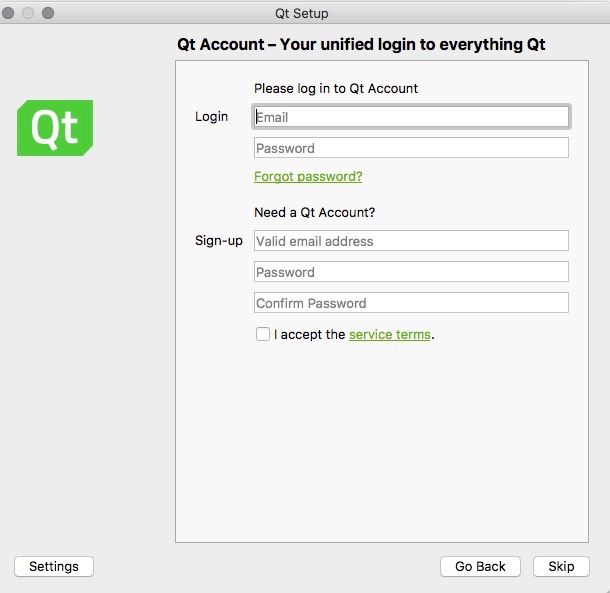 Qt Setup
Qt Account – Your unified login to everything Qt
Qt
Please log in to Qt Account
Login
Email
Password
Forgot password?
Need a Qt Account?
Sign-up
Valid email address
Password
Confirm Password
I accept the service terms.
Settings
Go Back
Skip